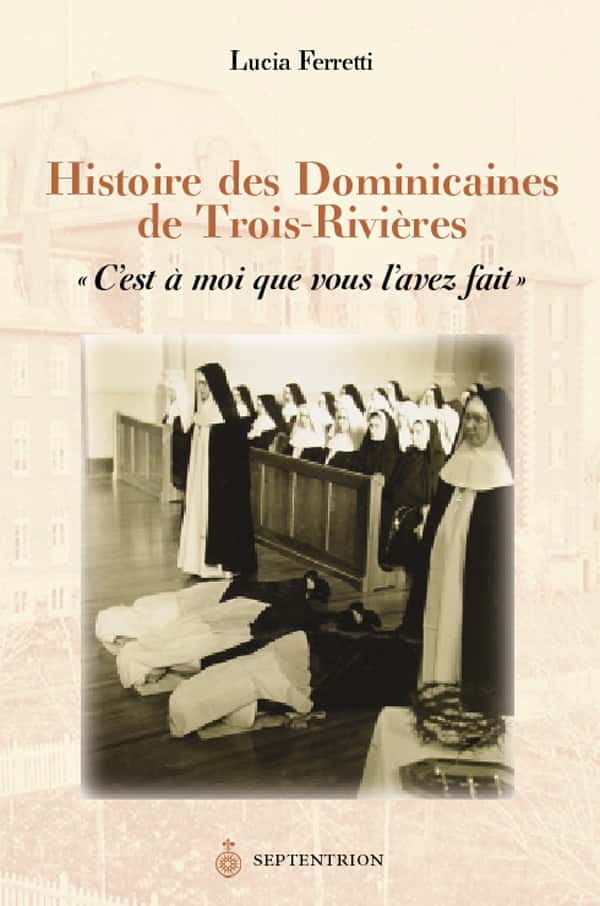 Lucia Ferretti
Histoire des Dominicaines
de Trois-Rivières
« C'est à moi que vous l'avez fait »
SEPTENTRION